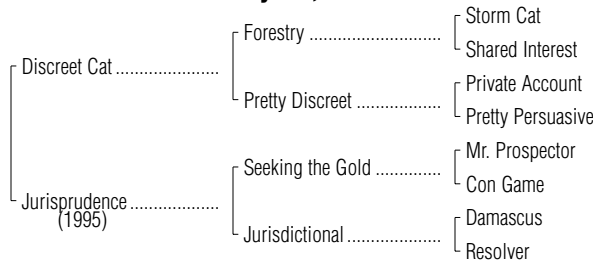 Storm Cat
Forestry ....................
Shared Interest
Discreet Cat ....................
Private Account
Pretty Discreet .................
Pretty Persuasive
Mr. Prospector
Seeking the Gold ...............
Con Game
Jurisprudence ..................
(1995)
Damascus
Jurisdictional .....................
Resolver